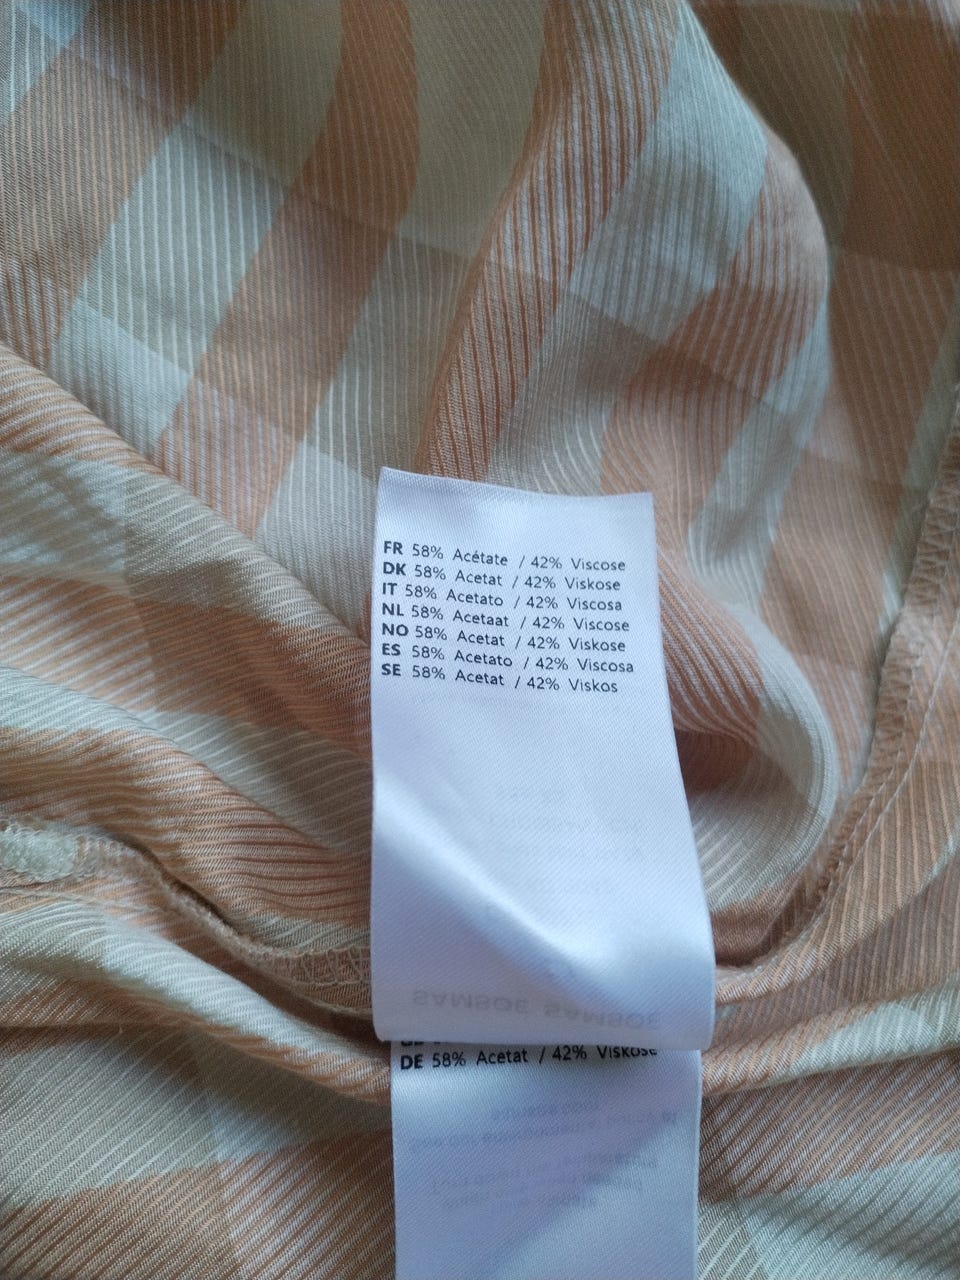 FR 58% Acétate / 42% Viscose
DK 58% Acetat / 42% Viskose
IT 58% Acetato / 42% Viscosa
NL 58% Acetaat / 42% Viscose
NO 58% Acetat / 42% Viskose
ES 58% Acetato / 42% Viscosa
SE 58% Acetat / 42% Viskos
SAMSOE SAMSOE
DE 58% Acetat / 42% Viskose